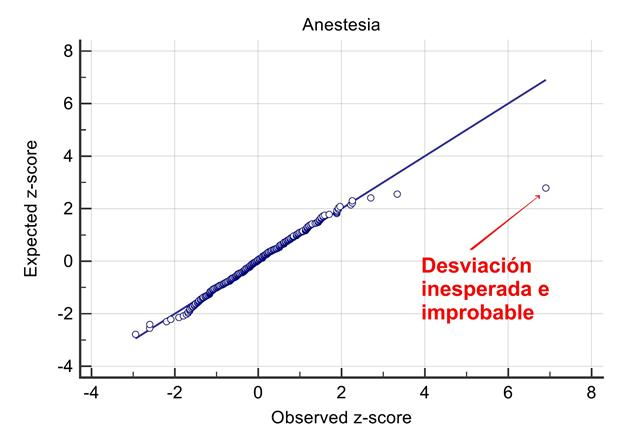 Anestesia
8
6
4
2
0
-2
-4
Expected z-score
Desviación
inesperada e
improbable
-4 -2 0 2 4 6 8
Observed z-score